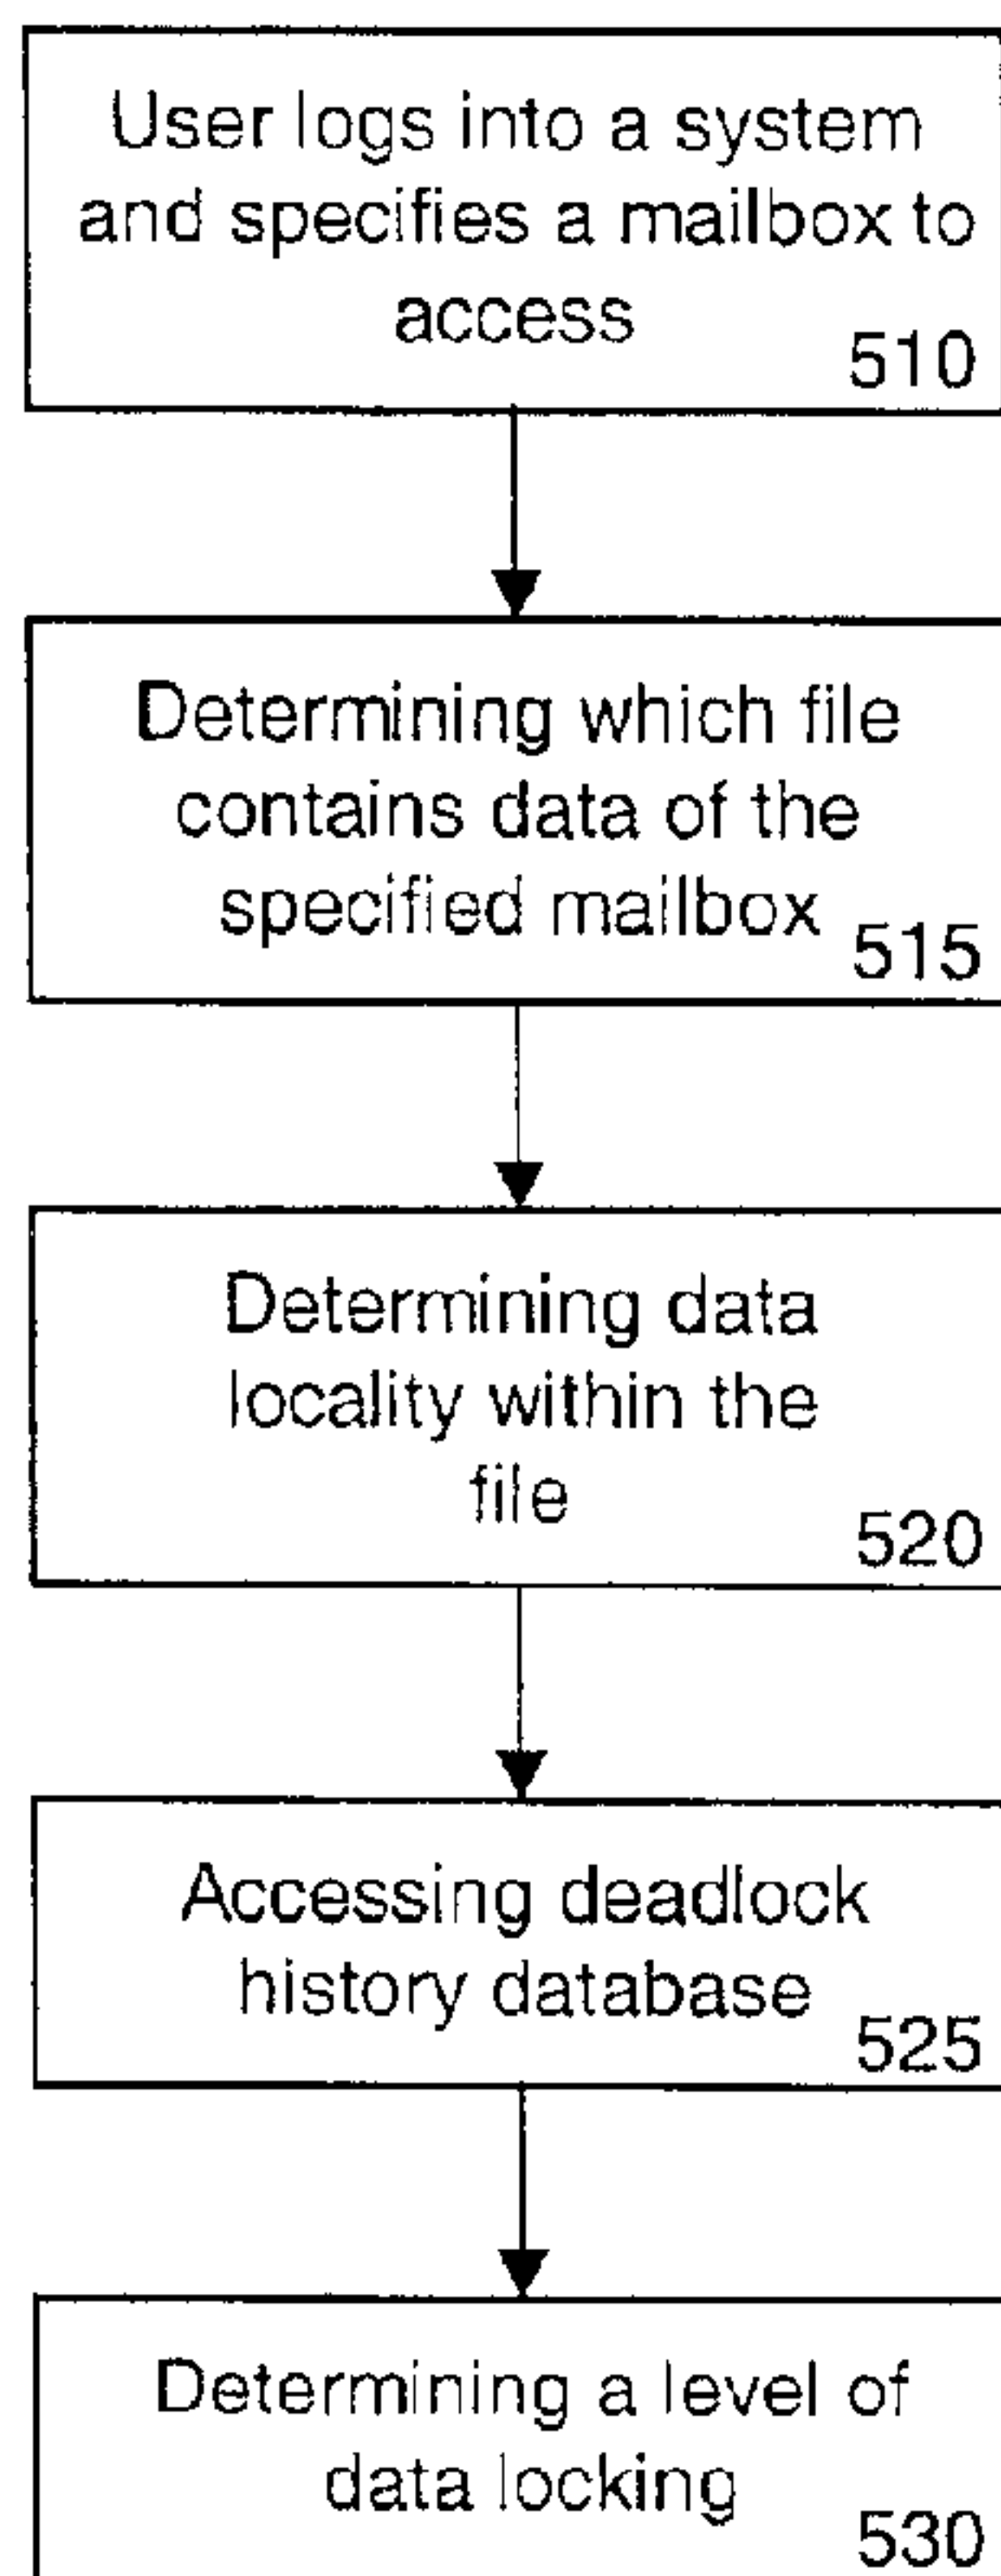 User logs into a system
and specifies a mailbox to
access
510
Determining which file
contains data of the
specified mailbox
515
Determining data
locality within the
file
520
Accessing deadlock
history database
525
Determining a level of
data locking
530